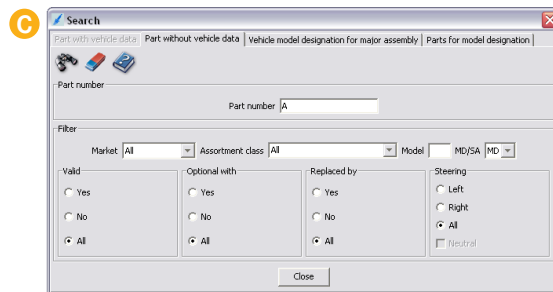 C
Search
Part with vehicle data Part without vehicle data Vehicle model designation for major assembly Parts for model designation
Part number
Part number A
Filter
Market All Assortment class All Model MD/SA MD
Valid Optional with Replaced by Steering
Yes Yes Yes Left
No No No Right
All All All All
Neutral
Close